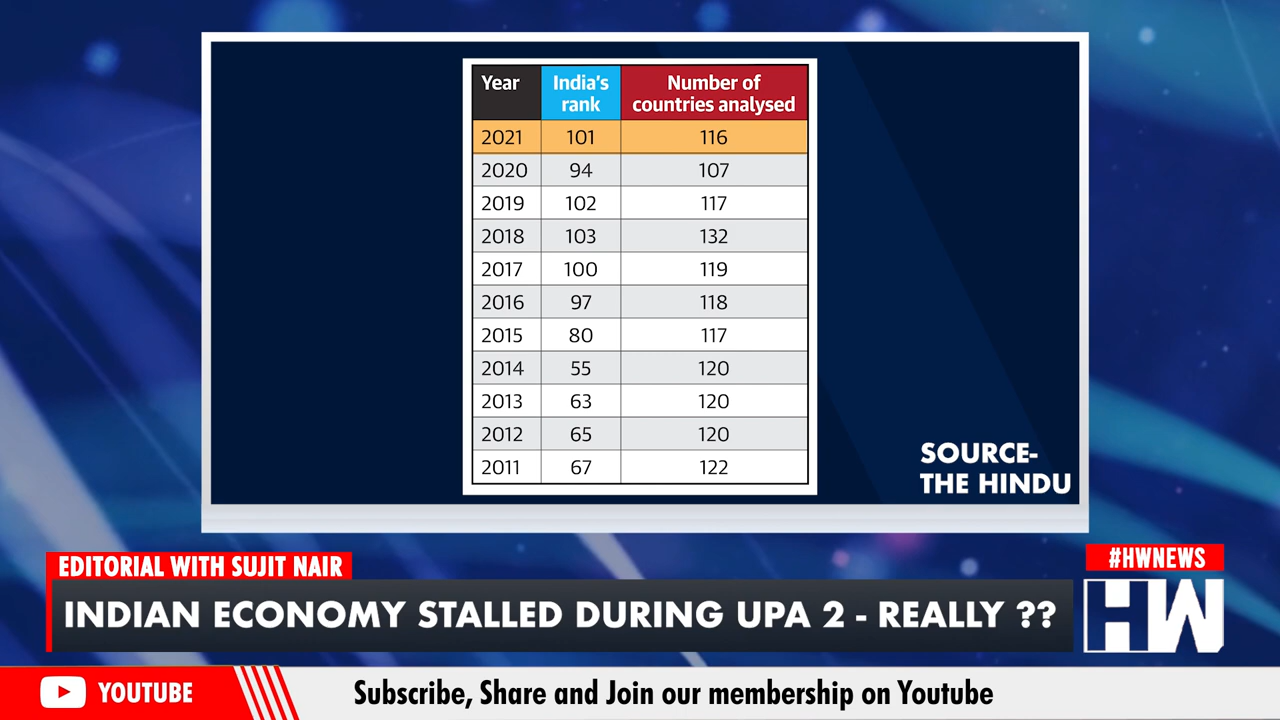 Year India's rank Number of countries analysed
2021 101 116
2020 94 107
2019 102 117
2018 103 132
2017 100 119
2016 97 118
2015 80 117
2014 55 120
2013 63 120
2012 65 120
2011 67 122
SOURCE-
THE HINDU
EDITORIAL WITH SUJIT NAIR
#HWNEWS
INDIAN ECONOMY STALLED DURING UPA 2 - REALLY ??
HW
YOUTUBE
Subscribe, Share and Join our membership on Youtube